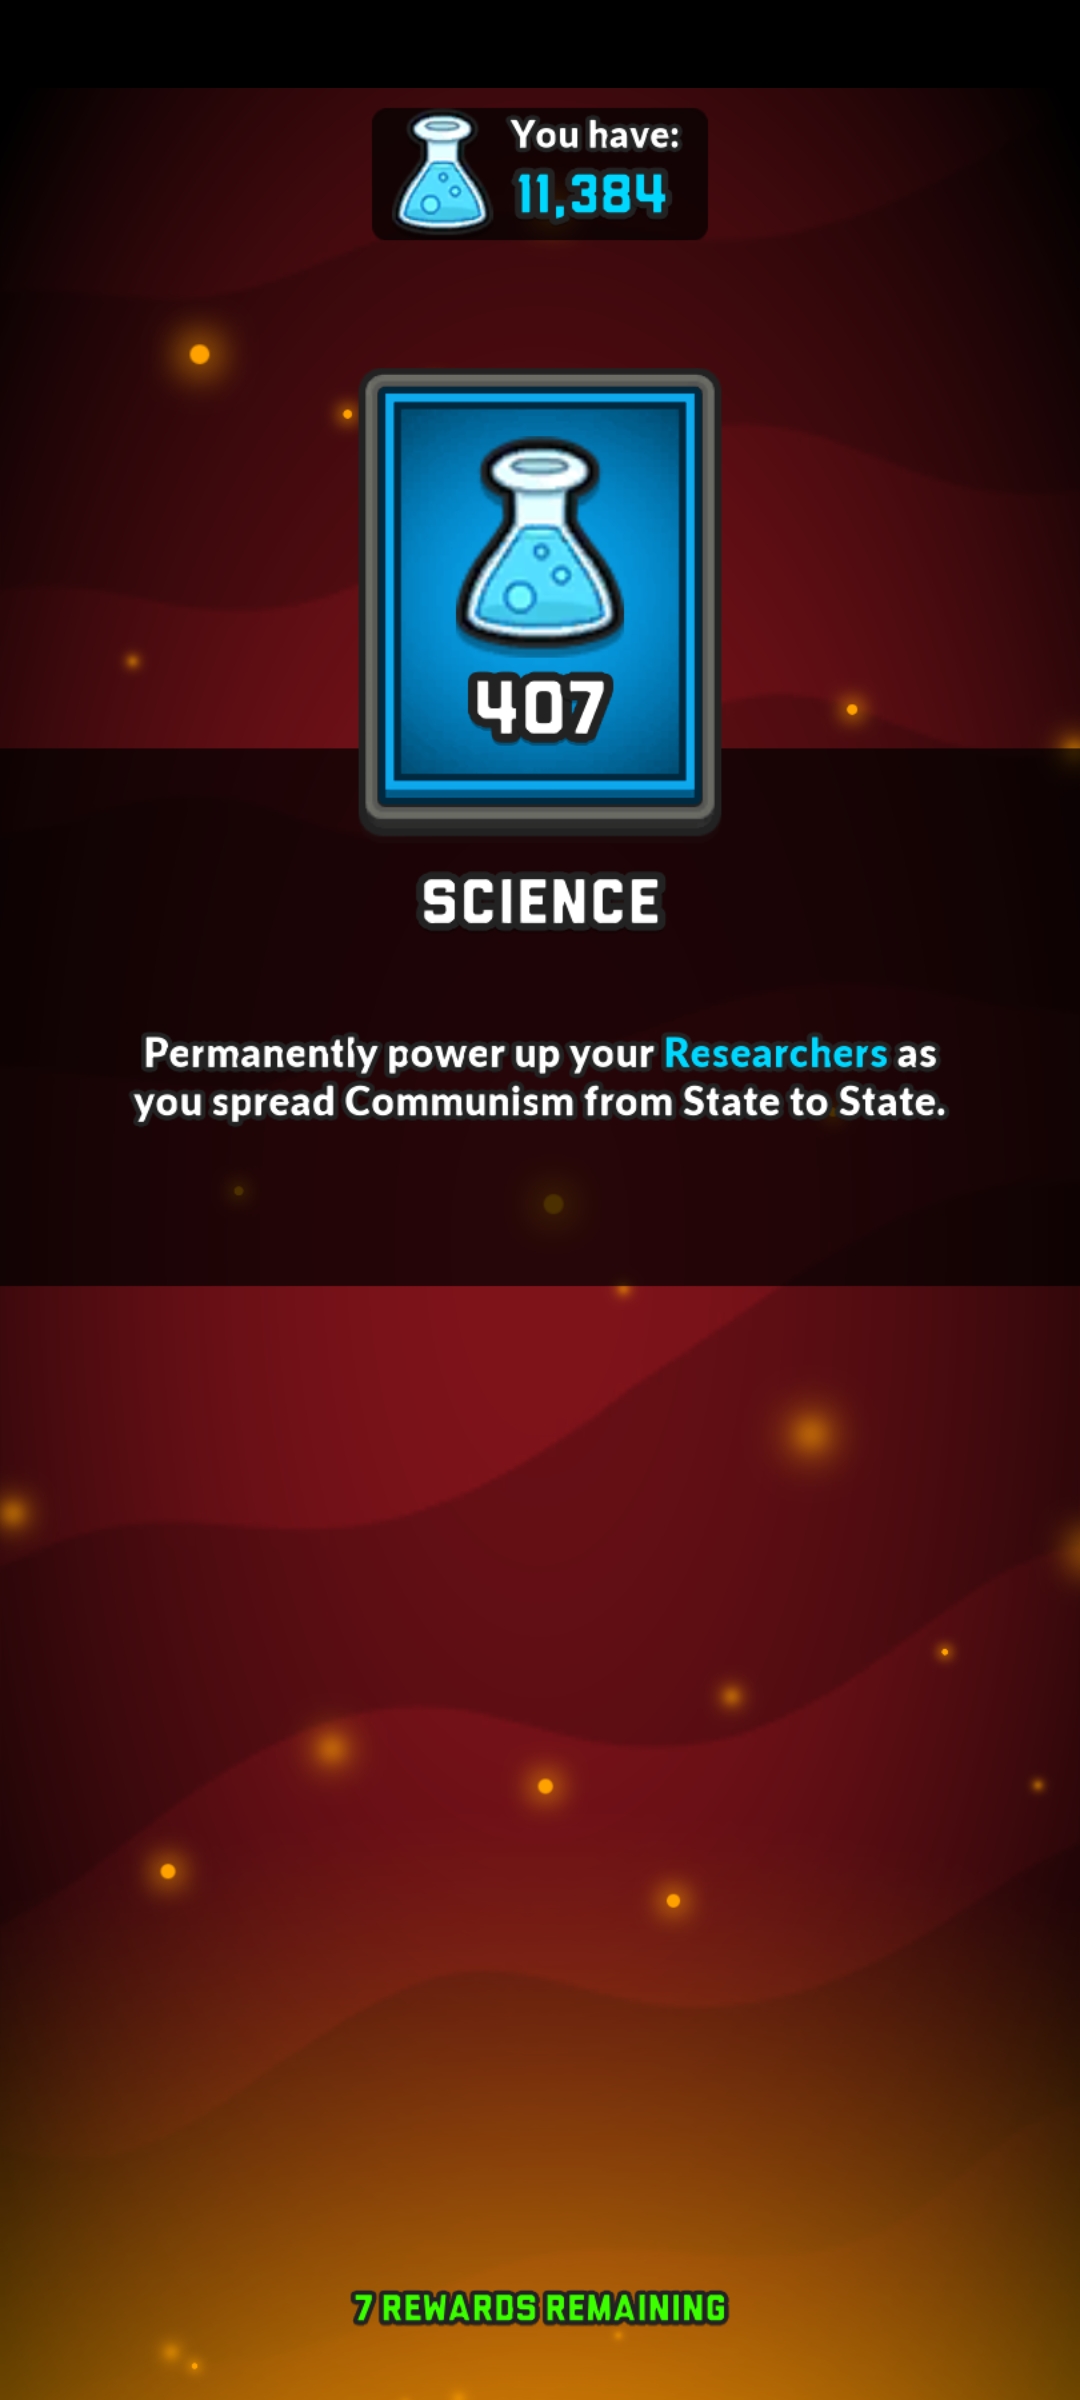 You have:
11,384
407
SCIENCE
Permanently power up your Researchers as
you spread Communism from State to State.
7 REWARDS REMAINING